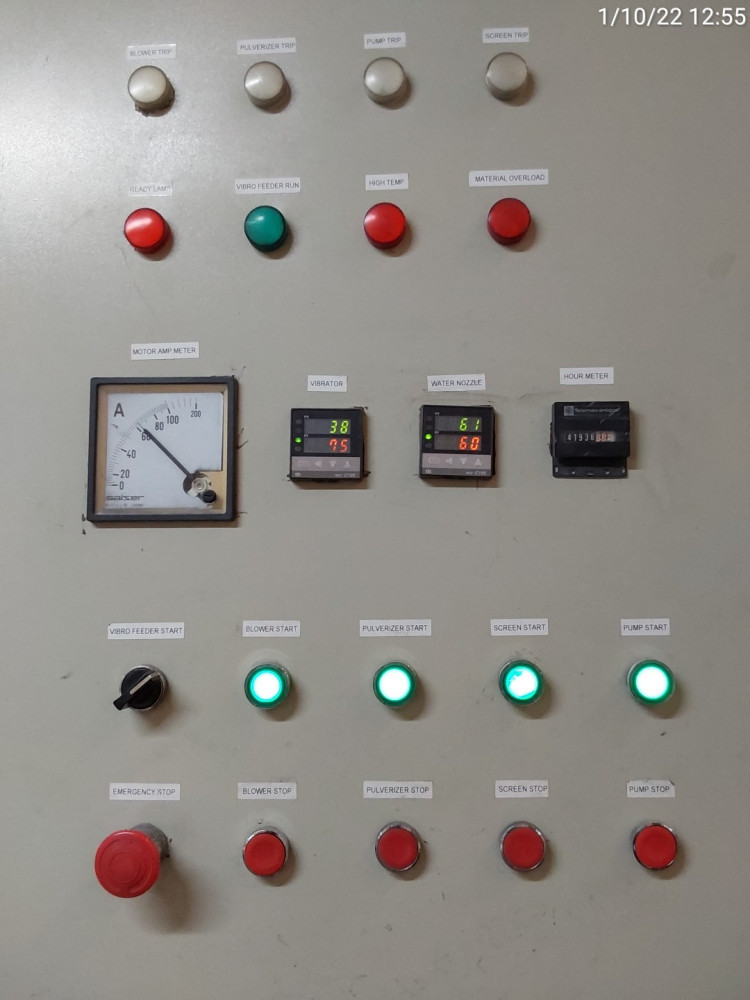 1/10/22 12:55
BLOWER TRIP
PULVERIZER TRIP
PUMP TRIP
SCREEN TRIP
READY LAMP
VIBRO FEEDER RUN
HIGH TEMP
MATERIAL OVERLOAD
MOTOR AMP METER
VIBRATOR
WATER NOZZLE
HOUR METER
A
0
20
40
60
80
100
200
38
75
61
60
VIBRO FEEDER START
BLOWER START
PULVERIZER START
SCREEN START
PUMP START
EMERGENCY STOP
BLOWER STOP
PULVERIZER STOP
SCREEN STOP
PUMP STOP